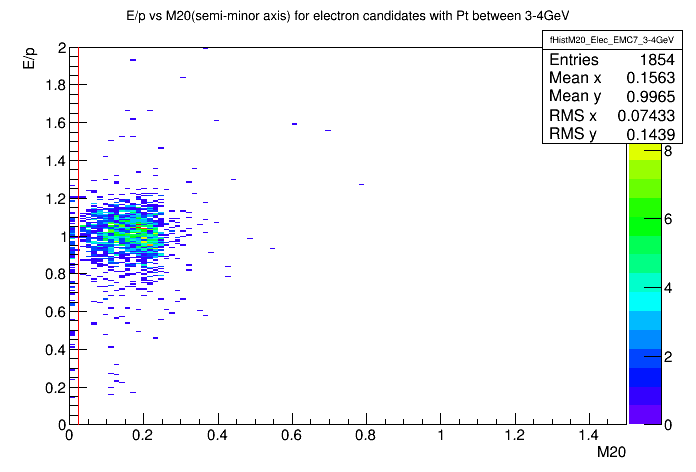 E/p vs M20(semi-minor axis) for electron candidates with Pt between 3-4GeV
fHistM20_Elec_EMC7_3-4GeV
Entries 1854
Mean x 0.1563
Mean y 0.9965
RMS x 0.07433
RMS y 0.1439
E/p
2
1.8
1.6
1.4
1.2
1
0.8
0.6
0.4
0.2
0
0 0.2 0.4 0.6 0.8 1 1.2 1.4
M20
8
6
4
2
0